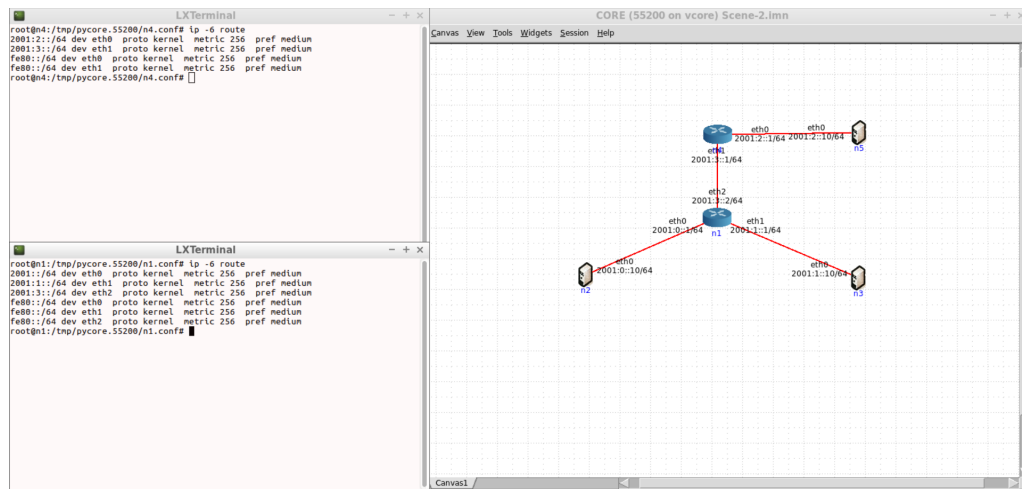 LXTerminal
root@n4:/tmp/pycore.55200/n4.conf# ip -6 route
2001:2::/64 dev eth0  proto kernel  metric 256  pref medium
2001:3::/64 dev eth1  proto kernel  metric 256  pref medium
fe80::/64 dev eth0  proto kernel  metric 256  pref medium
fe80::/64 dev eth1  proto kernel  metric 256  pref medium
root@n4:/tmp/pycore.55200/n4.conf#
LXTerminal
root@n1:/tmp/pycore.55200/n1.conf# ip -6 route
2001::/64 dev eth0  proto kernel  metric 256  pref medium
2001:1::/64 dev eth1  proto kernel  metric 256  pref medium
2001:3::/64 dev eth2  proto kernel  metric 256  pref medium
fe80::/64 dev eth0  proto kernel  metric 256  pref medium
fe80::/64 dev eth1  proto kernel  metric 256  pref medium
fe80::/64 dev eth2  proto kernel  metric 256  pref medium
root@n1:/tmp/pycore.55200/n1.conf#
CORE (55200 on vcore) Scene-2.imn
Canvas View Tools Widgets Session Help
eth0
2001:2::1/64
eth0
2001:2::10/64
n5
eth1
2001:3::1/64
eth2
2001:3::2/64
n1
eth0
2001:0::1/64
eth1
2001:1::1/64
eth0
2001:0::10/64
n2
eth0
2001:1::10/64
n3
Canvas1